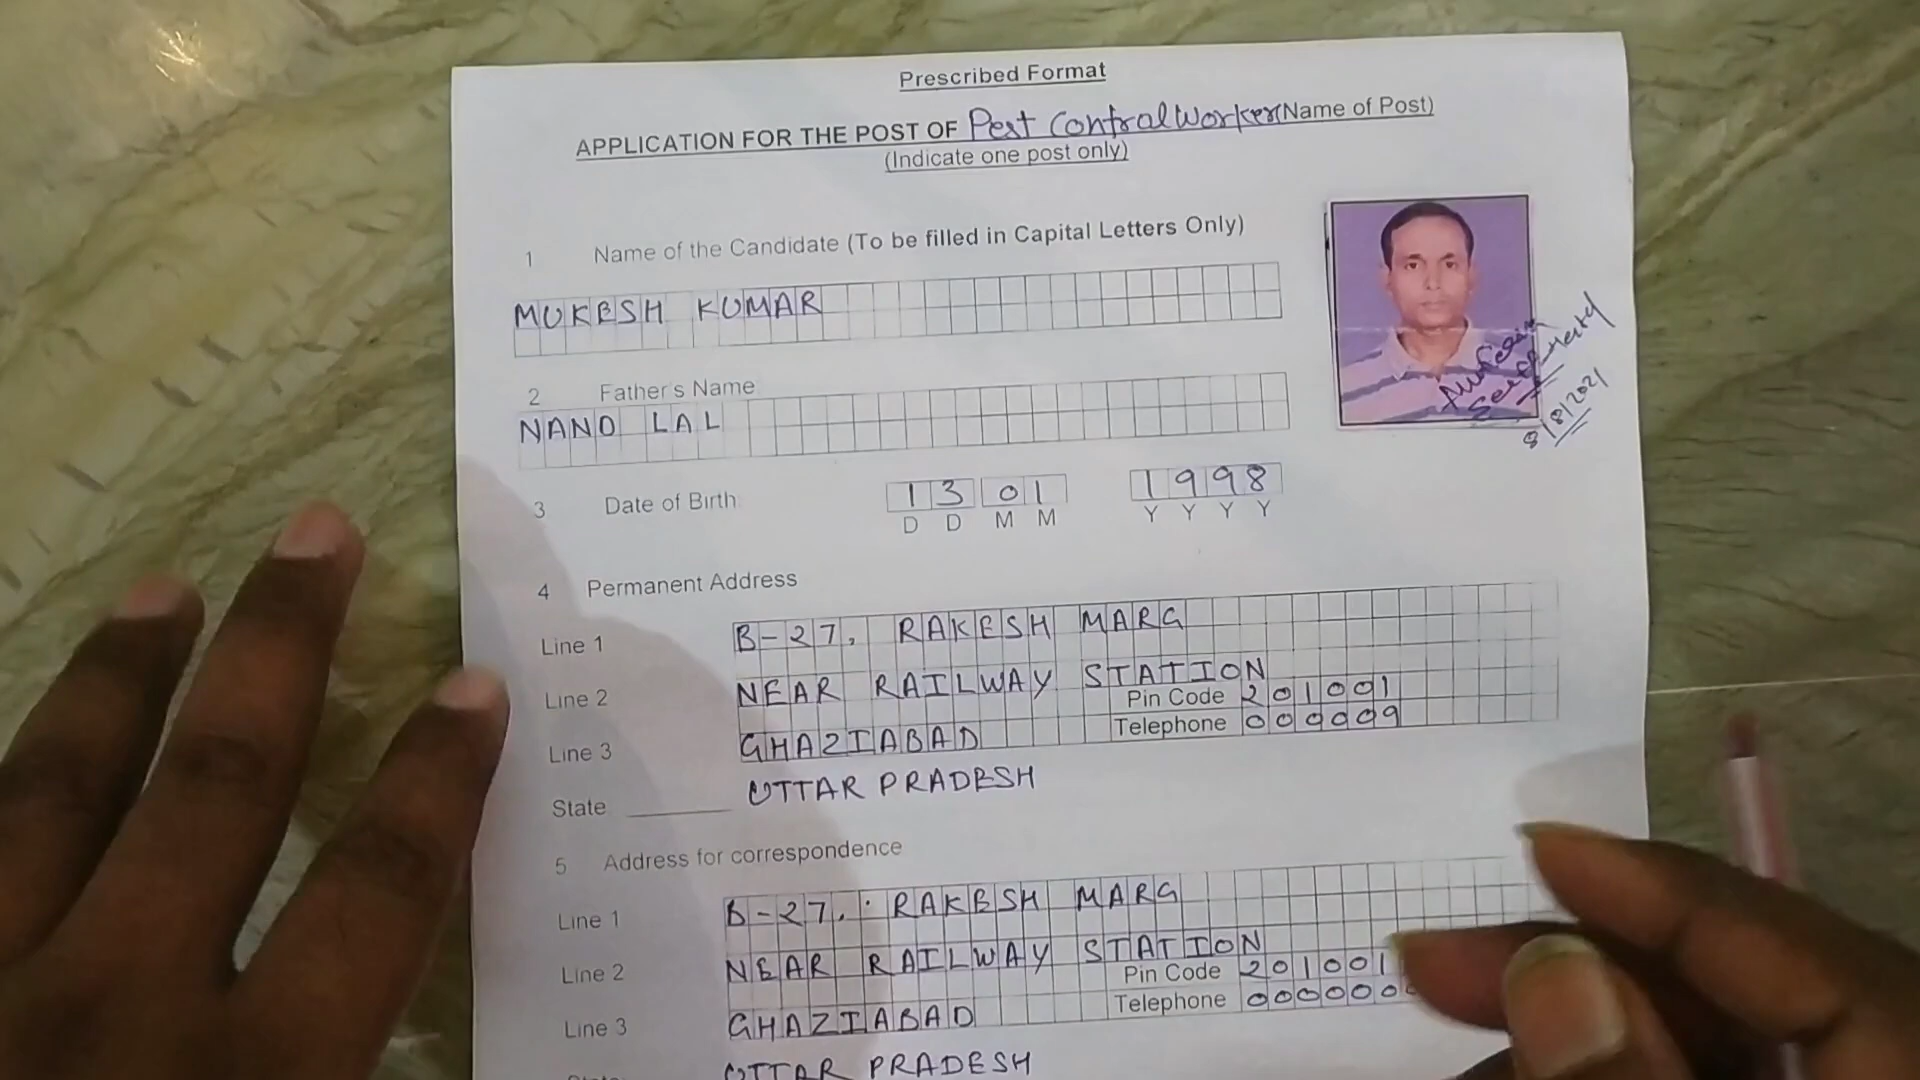 Prescribed Format
APPLICATION FOR THE POST OF Pest Control Worker (Name of Post)
(Indicate one post only)
1 Name of the Candidate (To be filled in Capital Letters Only)
MUKESH KUMAR
2 Father's Name
NAND LAL
3 Date of Birth 13 01 1998
D D M M Y Y Y Y
8/8/2021
4 Permanent Address
Line 1 B-27, RAKESH MARG
Line 2 NEAR RAILWAY STATION
Pin Code 201001
Line 3 GHAZIABAD Telephone 000009
State UTTAR PRADESH
5 Address for correspondence
Line 1 B-27, RAKESH MARG
Line 2 NEAR RAILWAY STATION
Pin Code 201001
Line 3 GHAZIABAD Telephone 000000
UTTAR PRADESH